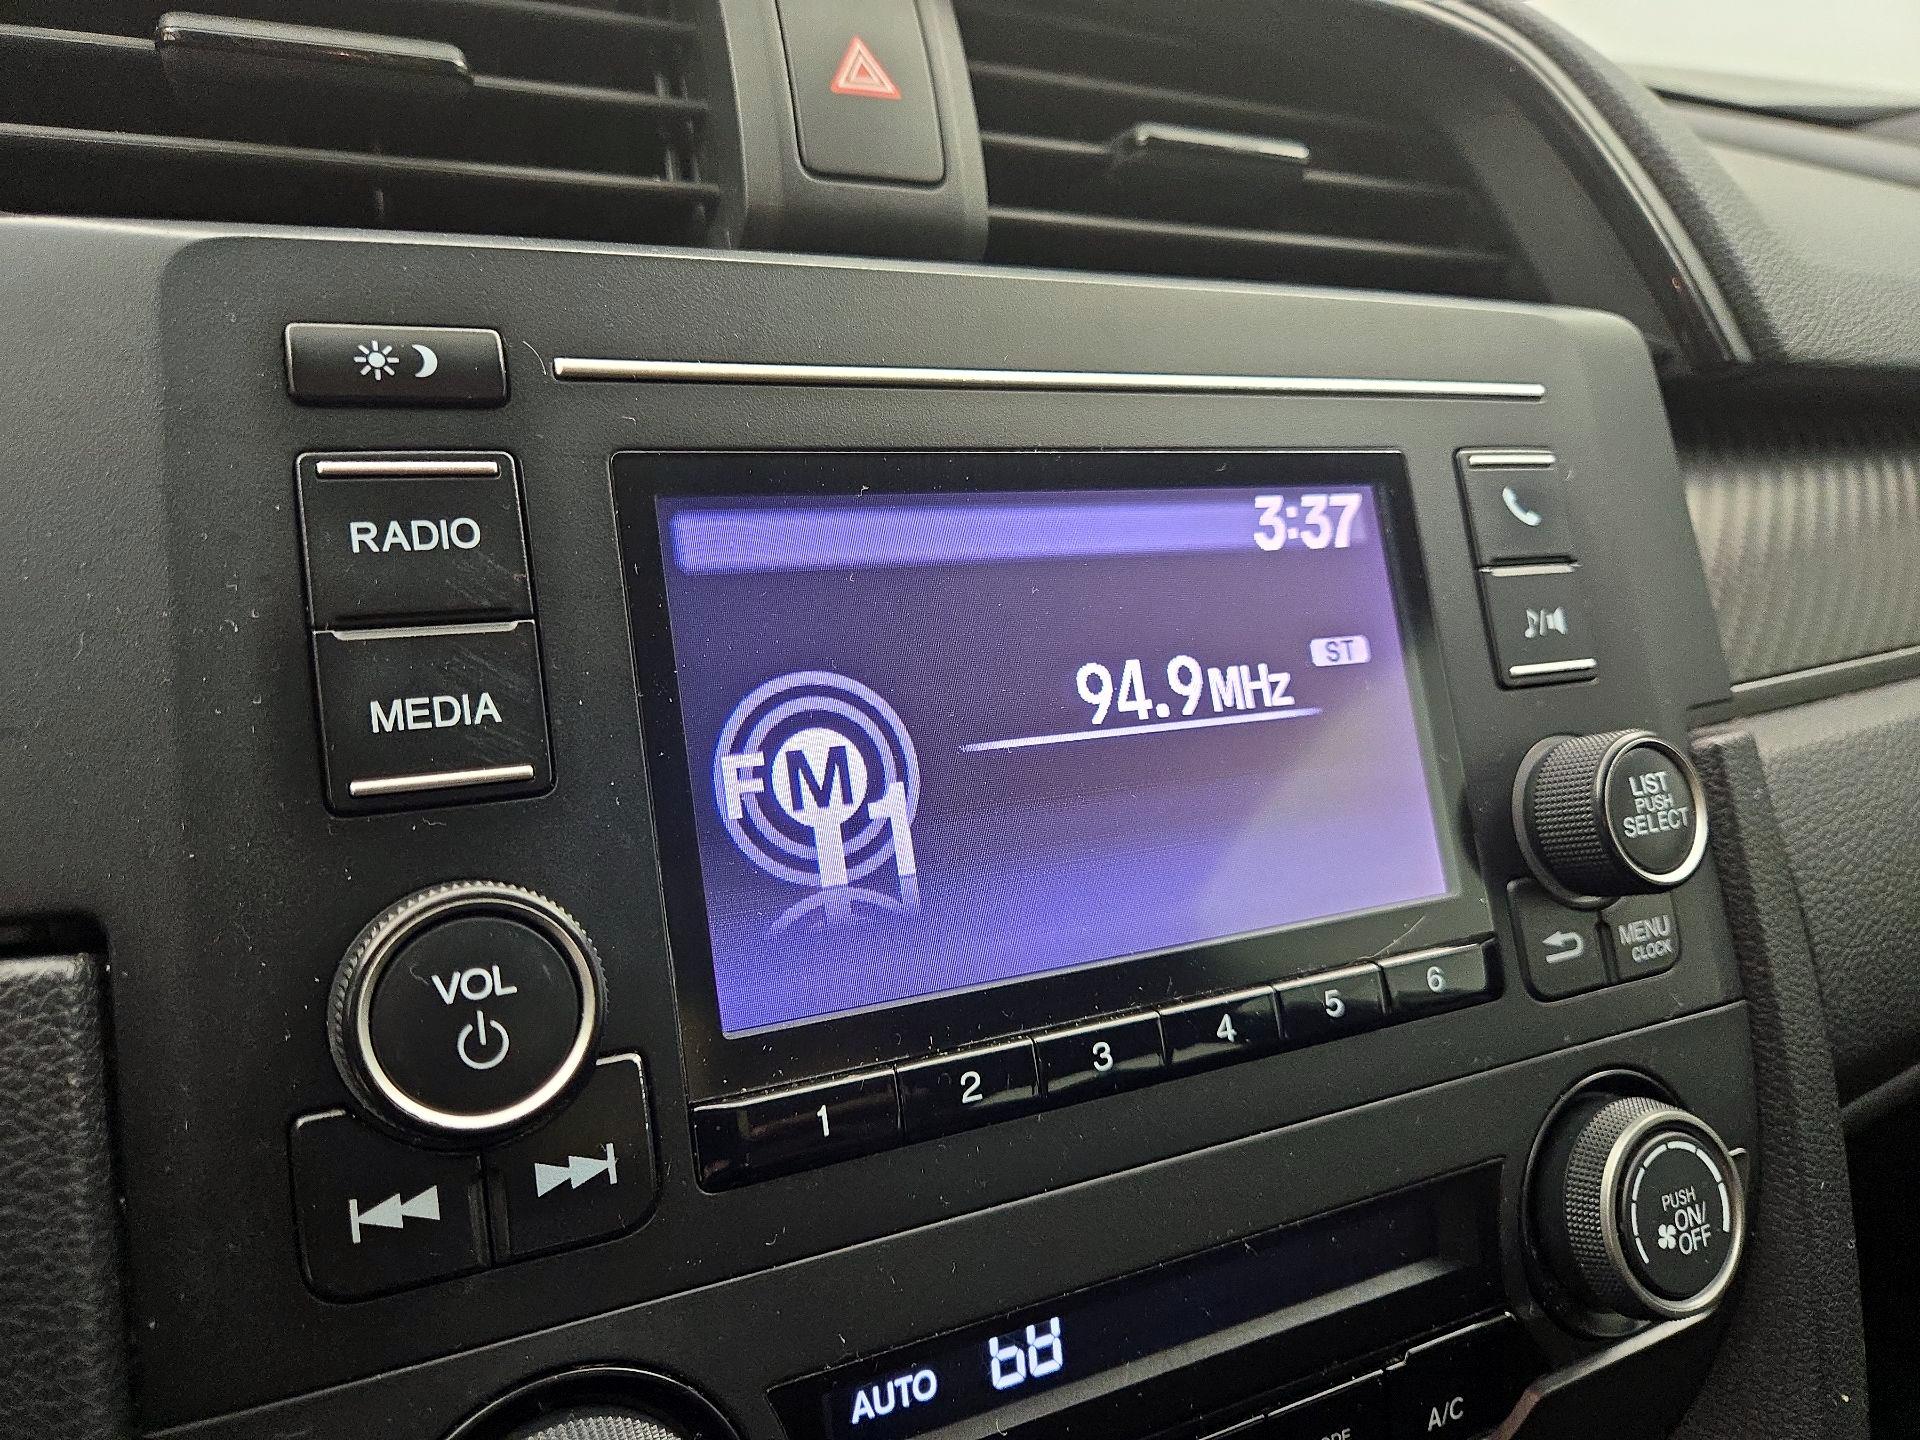 3:37
RADIO
94.9MHz
ST
MEDIA
FM
1
LIST
PUSH
SELECT
MENU
CLOCK
VOL
1
2
3
4
5
6
PUSH
ON/
OFF
AUTO
68
A/C